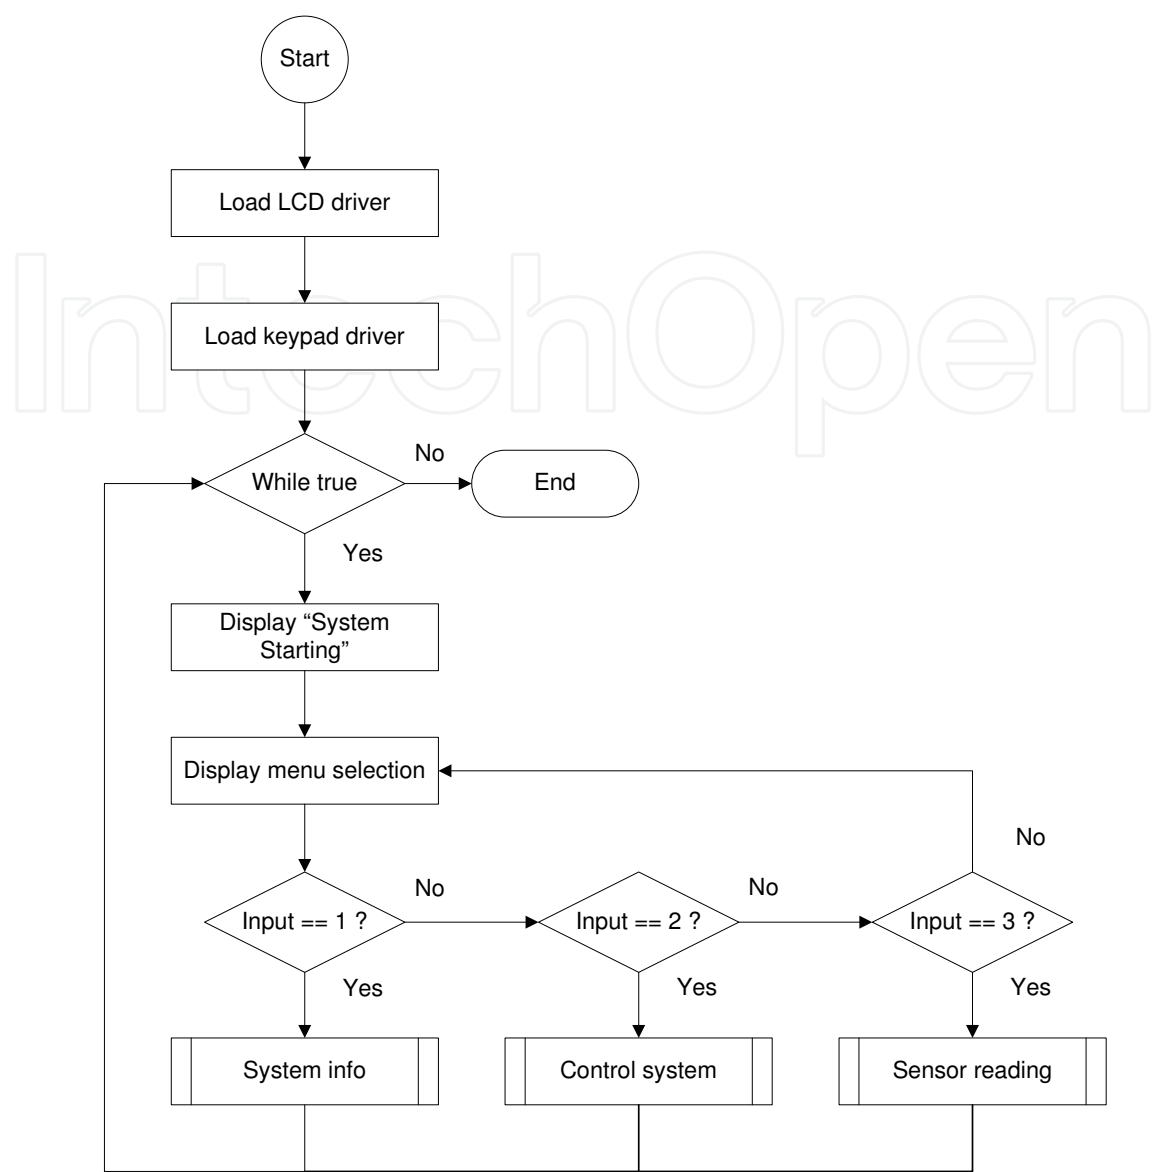 Start
Load LCD driver
IntechOpen
Load keypad driver
While true
No
End
Yes
Display “System
Starting”
Display menu selection
No
Input == 1 ?
No
Input == 2 ?
No
Input == 3 ?
Yes
Yes
Yes
System info
Control system
Sensor reading